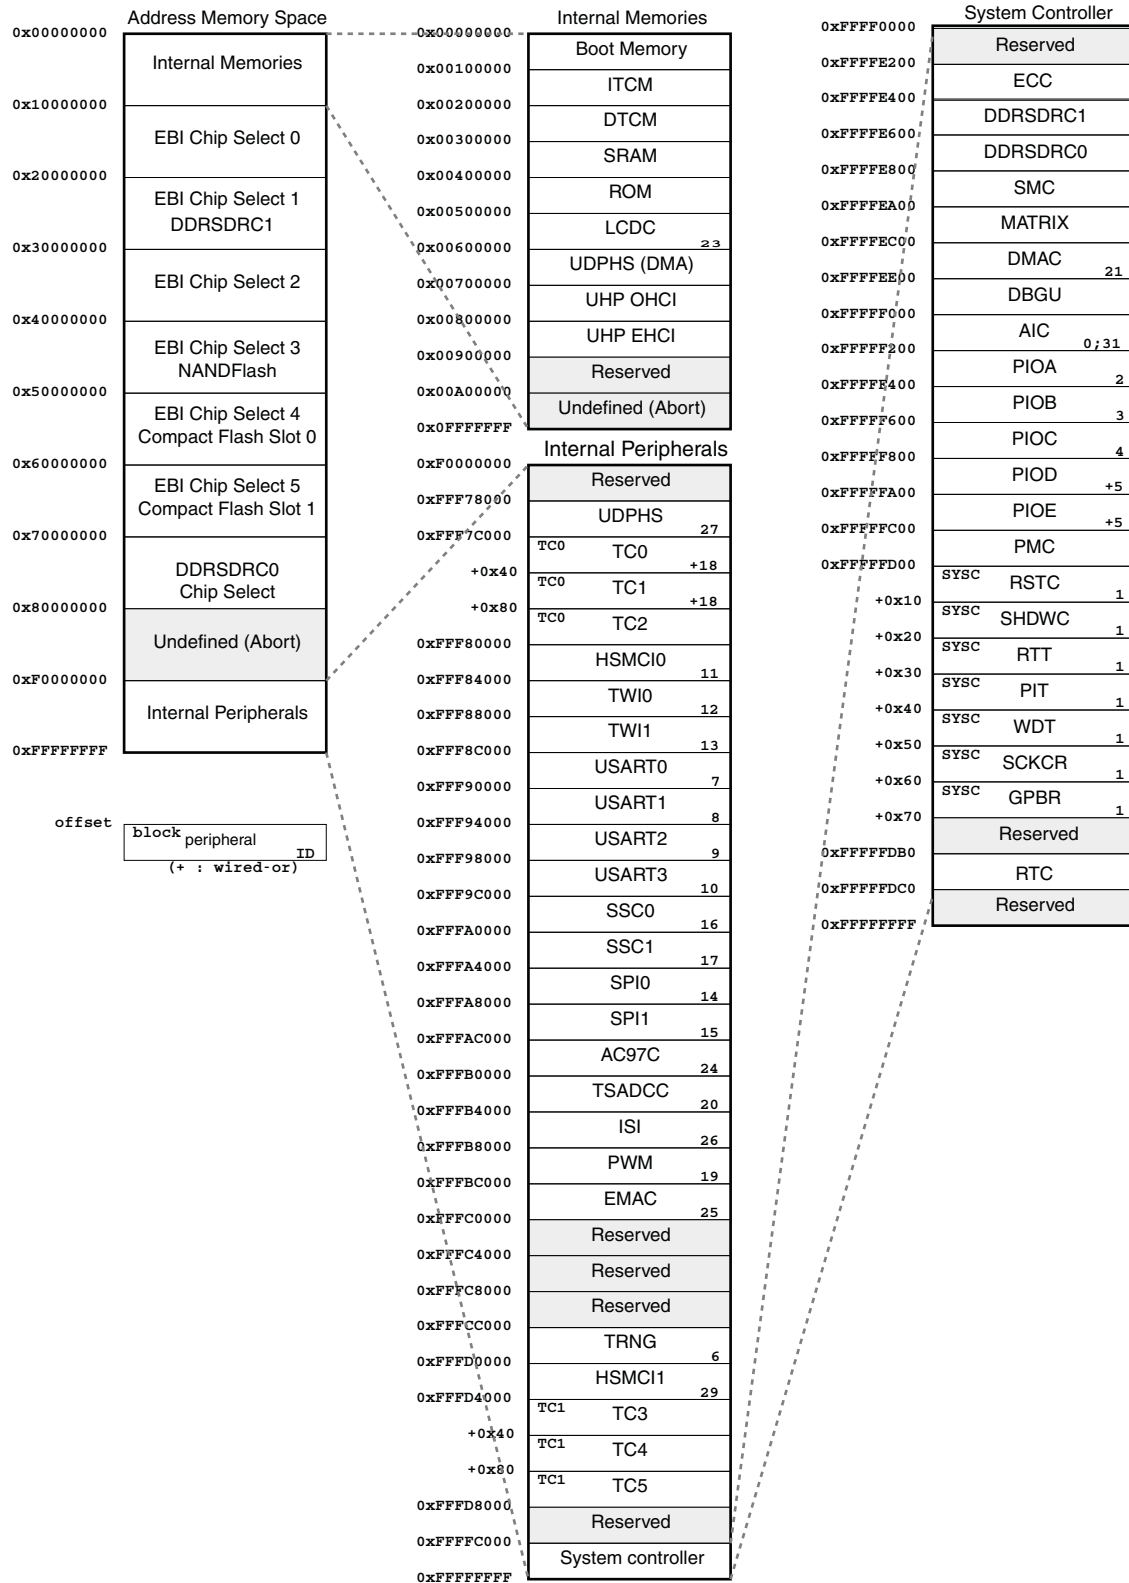 Address Memory Space
0x00000000
Internal Memories
0x10000000
EBI Chip Select 0
0x20000000
EBI Chip Select 1
DDRSDRC1
0x30000000
EBI Chip Select 2
0x40000000
EBI Chip Select 3
NANDFlash
0x50000000
EBI Chip Select 4
Compact Flash Slot 0
0x60000000
EBI Chip Select 5
Compact Flash Slot 1
0x70000000
DDRSDRC0
Chip Select
0x80000000
Undefined (Abort)
0xF0000000
Internal Peripherals
0xFFFFFFFF
offset
block peripheral
ID
(+ : wired-or)
Internal Memories
0x00000000
Boot Memory
0x00100000
ITCM
0x00200000
DTCM
0x00300000
SRAM
0x00400000
ROM
0x00500000
LCDC 23
0x00600000
UDPHS (DMA)
0x00700000
UHP OHCI
0x00800000
UHP EHCI
0x00900000
Reserved
0x00A00000
Undefined (Abort)
0x0FFFFFFF
Internal Peripherals
0xF0000000
Reserved
0xFFF78000
UDPHS 27
0xFFF7C000
TC0 TC0 +18
+0x40
TC0 TC1 +18
+0x80
TC0 TC2
0xFFF80000
HSMCI0 11
0xFFF84000
TWI0 12
0xFFF88000
TWI1 13
0xFFF8C000
USART0 7
0xFFF90000
USART1 8
0xFFF94000
USART2 9
0xFFF98000
USART3 10
0xFFF9C000
SSC0 16
0xFFFA0000
SSC1 17
0xFFFA4000
SPI0 14
0xFFFA8000
SPI1 15
0xFFFAC000
AC97C 24
0xFFFB0000
TSADCC 20
0xFFFB4000
ISI 26
0xFFFB8000
PWM 19
0xFFFBC000
EMAC 25
0xFFFC0000
Reserved
0xFFFC4000
Reserved
0xFFFC8000
Reserved
0xFFFCC000
TRNG 6
0xFFFD0000
HSMCI1 29
0xFFFD4000
TC1 TC3
+0x40
TC1 TC4
+0x80
TC1 TC5
0xFFFD8000
Reserved
0xFFFFC000
System controller
0xFFFFFFFF
System Controller
0xFFFF0000
Reserved
0xFFFFE200
ECC
0xFFFFE400
DDRSDRC1
0xFFFFE600
DDRSDRC0
0xFFFFE800
SMC
0xFFFFEA00
MATRIX
0xFFFFEC00
DMAC 21
0xFFFFEE00
DBGU
0xFFFFF000
AIC 0;31
0xFFFFF200
PIOA 2
0xFFFFF400
PIOB 3
0xFFFFF600
PIOC 4
0xFFFFF800
PIOD +5
0xFFFFFA00
PIOE +5
0xFFFFFC00
PMC
0xFFFFFD00
SYSC RSTC 1
+0x10
SYSC SHDWC 1
+0x20
SYSC RTT 1
+0x30
SYSC PIT 1
+0x40
SYSC WDT 1
+0x50
SYSC SCKCR 1
+0x60
SYSC GPBR 1
+0x70
Reserved
0xFFFFFDB0
RTC
0xFFFFFDC0
Reserved
0xFFFFFFFF